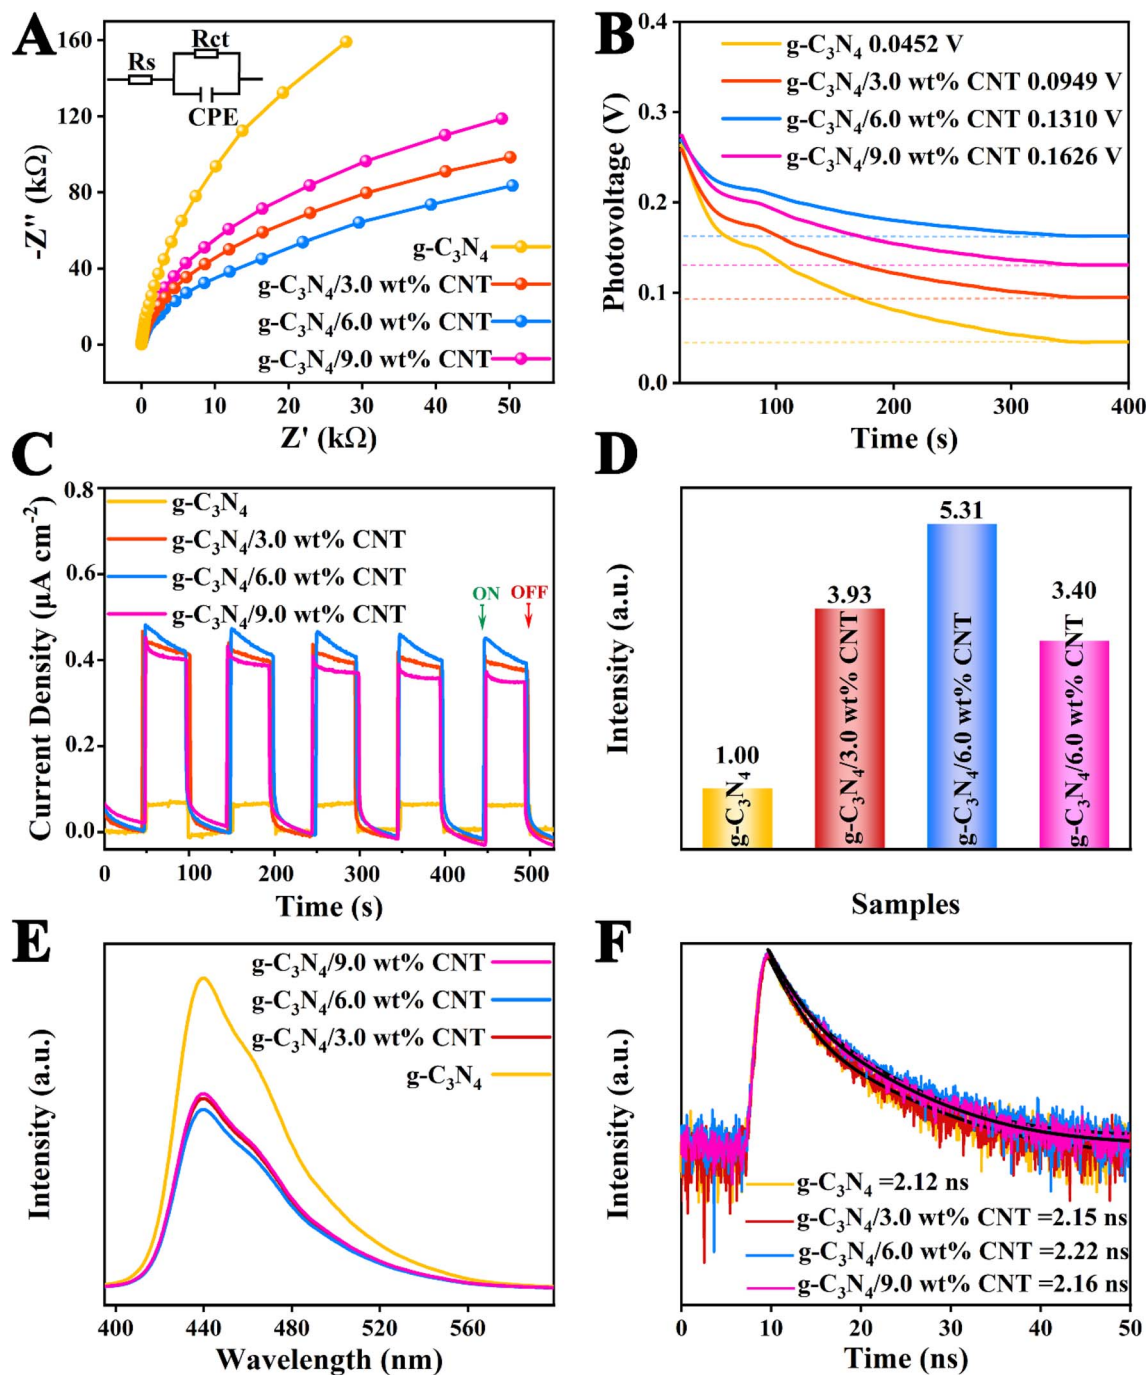 A
160
120
80
40
0
-Z" (kΩ)
Rs
Rct
CPE
g-C₃N₄
g-C₃N₄/3.0 wt% CNT
g-C₃N₄/6.0 wt% CNT
g-C₃N₄/9.0 wt% CNT
0 10 20 30 40 50
Z' (kΩ)
B
0.4
0.3
0.2
0.1
0.0
Photovoltage (V)
g-C₃N₄ 0.0452 V
g-C₃N₄/3.0 wt% CNT 0.0949 V
g-C₃N₄/6.0 wt% CNT 0.1310 V
g-C₃N₄/9.0 wt% CNT 0.1626 V
100 200 300 400
Time (s)
C
0.8
0.6
0.4
0.2
0.0
Current Density (μA cm⁻²)
g-C₃N₄
g-C₃N₄/3.0 wt% CNT
g-C₃N₄/6.0 wt% CNT
g-C₃N₄/9.0 wt% CNT
ON OFF
0 100 200 300 400 500
Time (s)
D
Intensity (a.u.)
1.00
3.93
5.31
3.40
g-C₃N₄
g-C₃N₄/3.0 wt% CNT
g-C₃N₄/6.0 wt% CNT
g-C₃N₄/6.0 wt% CNT
Samples
E
Intensity (a.u.)
g-C₃N₄/9.0 wt% CNT
g-C₃N₄/6.0 wt% CNT
g-C₃N₄/3.0 wt% CNT
g-C₃N₄
400 440 480 520 560
Wavelength (nm)
F
Intensity (a.u.)
g-C₃N₄ =2.12 ns
g-C₃N₄/3.0 wt% CNT =2.15 ns
g-C₃N₄/6.0 wt% CNT =2.22 ns
g-C₃N₄/9.0 wt% CNT =2.16 ns
0 10 20 30 40 50
Time (ns)